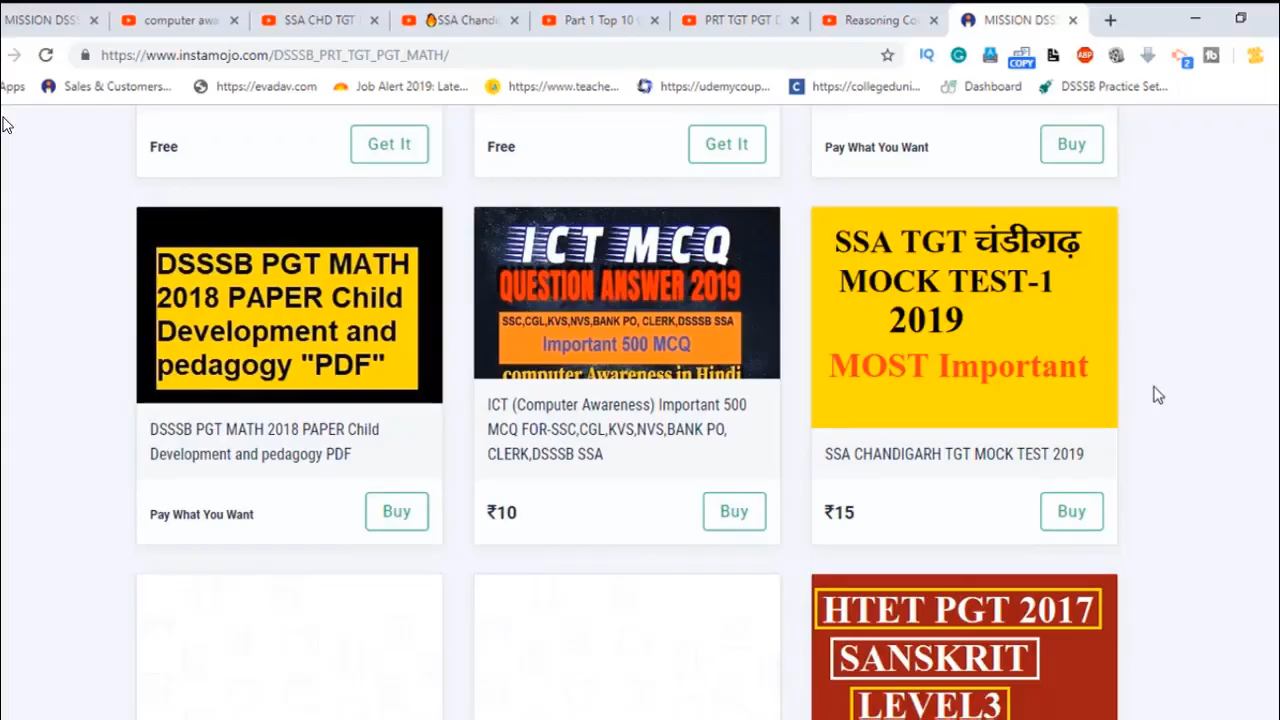 MISSION DSS
computer awa
SSA CHD TGT
SSA Chandi
Part 1 Top 10
PRT TGT PGT
Reasoning Co
MISSION DSS
https://www.instamojo.com/DSSSB_PRT_TGT_PGT_MATH/
IQ
COPY
ABP
2
tb
Apps
Sales & Customers...
https://evadav.com
Job Alert 2019: Late...
https://www.teache...
https://udemycoup...
C
https://collegeduni...
Dashboard
DSSSB Practice Set...
Free
Get It
Free
Get It
Pay What You Want
Buy
DSSSB PGT MATH
2018 PAPER Child
Development and
pedagogy "PDF"
DSSSB PGT MATH 2018 PAPER Child
Development and pedagogy PDF
Pay What You Want
Buy
ICT MCQ
QUESTION ANSWER 2019
SSC,CGL,KVS,NVS,BANK PO, CLERK,DSSSB SSA
Important 500 MCQ
computer Awareness in Hindi
ICT (Computer Awareness) Important 500
MCQ FOR-SSC,CGL,KVS,NVS,BANK PO,
CLERK,DSSSB SSA
₹10
Buy
SSA TGT चंडीगढ़
MOCK TEST-1
2019
MOST Important
SSA CHANDIGARH TGT MOCK TEST 2019
₹15
Buy
HTET PGT 2017
SANSKRIT
LEVEL3